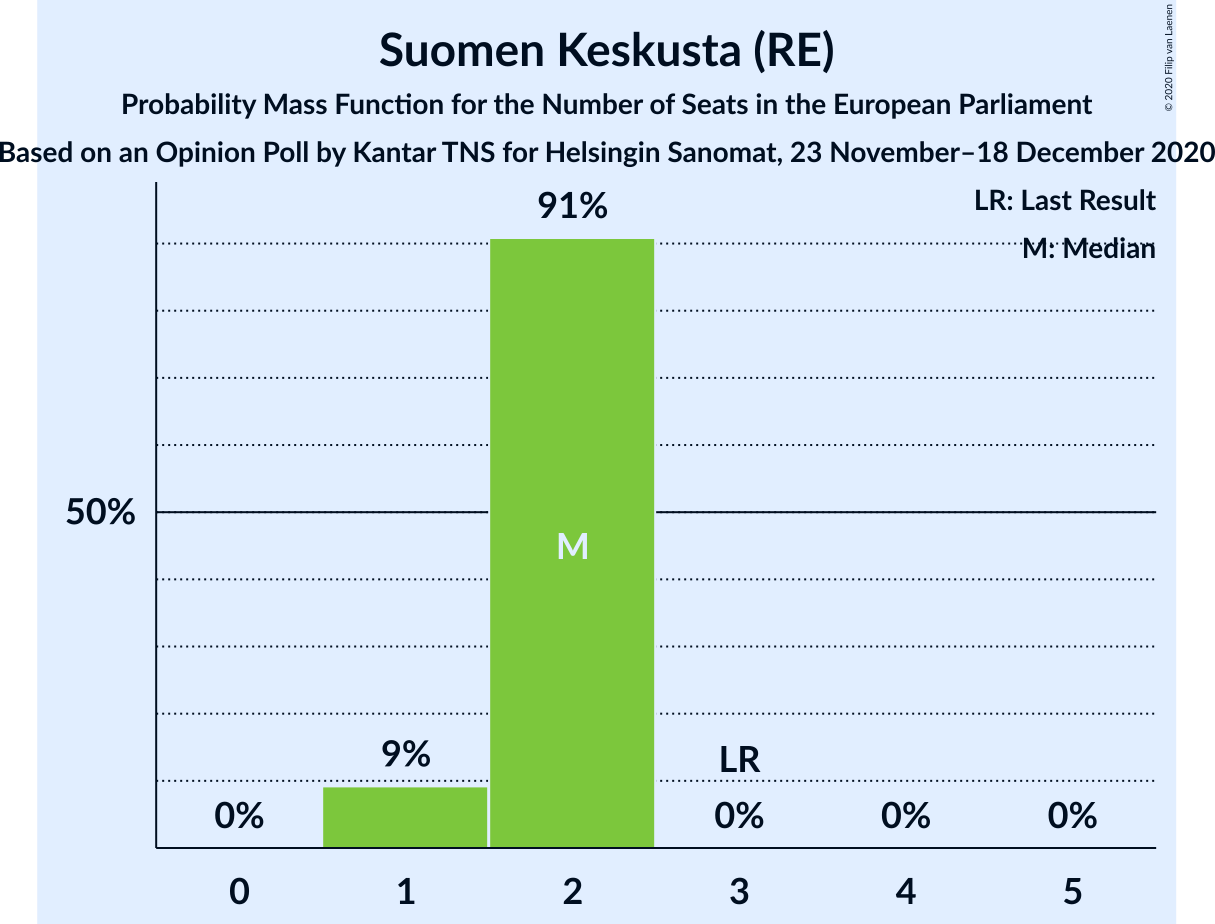 Suomen Keskusta (RE)
Probability Mass Function for the Number of Seats in the European Parliament
Based on an Opinion Poll by Kantar TNS for Helsingin Sanomat, 23 November–18 December 2020
© 2020 Filip van Laenen
LR: Last Result
M: Median
91%
50%
M
9%
LR
0%
0%
0%
0%
0
1
2
3
4
5